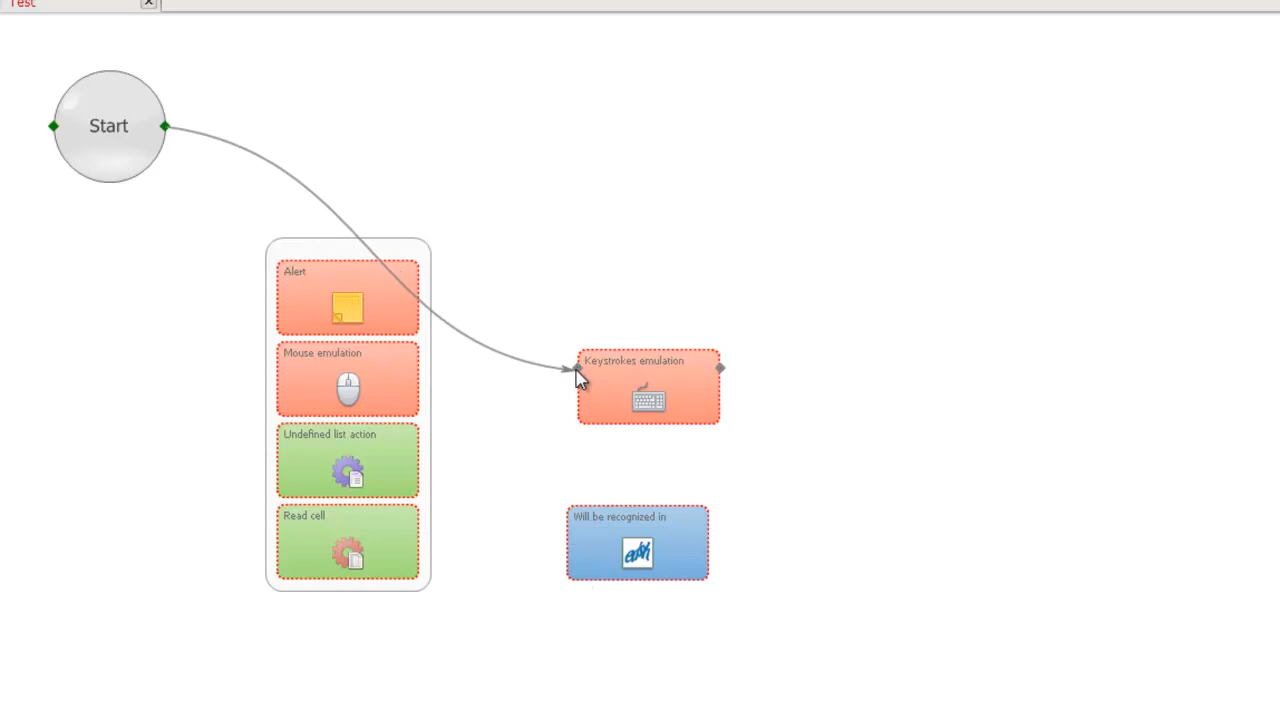 Test
Start
Alert
Mouse emulation
Keystrokes emulation
Undefined list action
Read cell
Will be recognized in